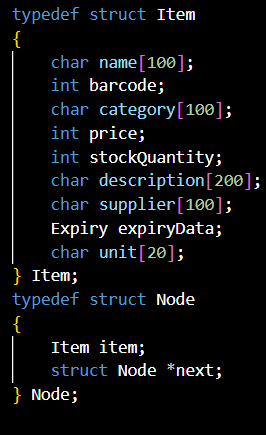 typedef struct Item
{
    char name[100];
    int barcode;
    char category[100];
    int price;
    int stockQuantity;
    char description[200];
    char supplier[100];
    Expiry expiryData;
    char unit[20];
} Item;
typedef struct Node
{
    Item item;
    struct Node *next;
} Node;